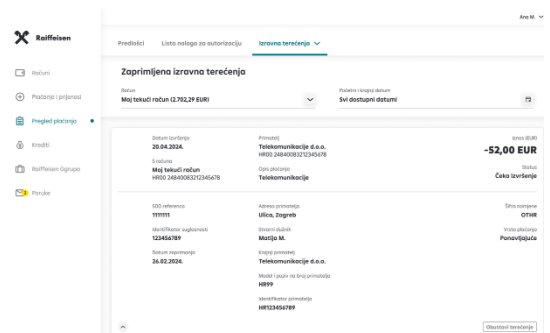 Ana M.
Raiffeisen
Predlošci
Lista naloga za autorizaciju
Izravna terećenja
Računi
Plaćanja i prijenosi
Pregled plaćanja
Krediti
Raiffeisen Ggrupa
Poruke
Zaprimljena izravna terećenja
Račun
Moj tekući račun (2.702,29 EUR)
Početni i krajnji datum
Svi dostupni datumi
Datum izvršenja
20.04.2024.
S računa
Moj tekući račun
HR00 24840083212345678
Primatelj
Telekomunikacije d.o.o.
HR00 24840083212345678
Opis plaćanja
Telekomunikacije
Iznos (EUR)
-52,00 EUR
Status
Čeka izvršenje
SDD referenca
1111111
Identifikator suglasnosti
123456789
Datum zaprimanja
26.02.2024.
Adresa primatelja
Ulica, Zagreb
Stvarni dužnik
Matija M.
Krajnji primatelj
Telekomunikacije d.o.o.
Model i poziv na broj primatelja
HR99
Identifikator primatelja
HR123456789
Šifra namjene
OTHR
Vrsta plaćanja
Ponavljajuće
Obustavi terećenje